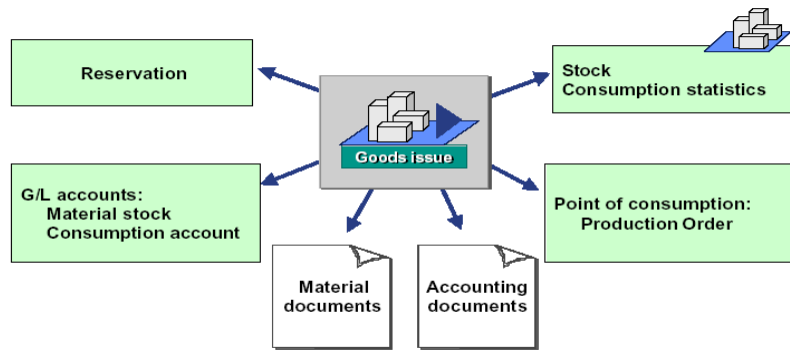 Reservation
Stock
Consumption statistics
Goods issue
G/L accounts:
Material stock
Consumption account
Point of consumption:
Production Order
Material
documents
Accounting
documents